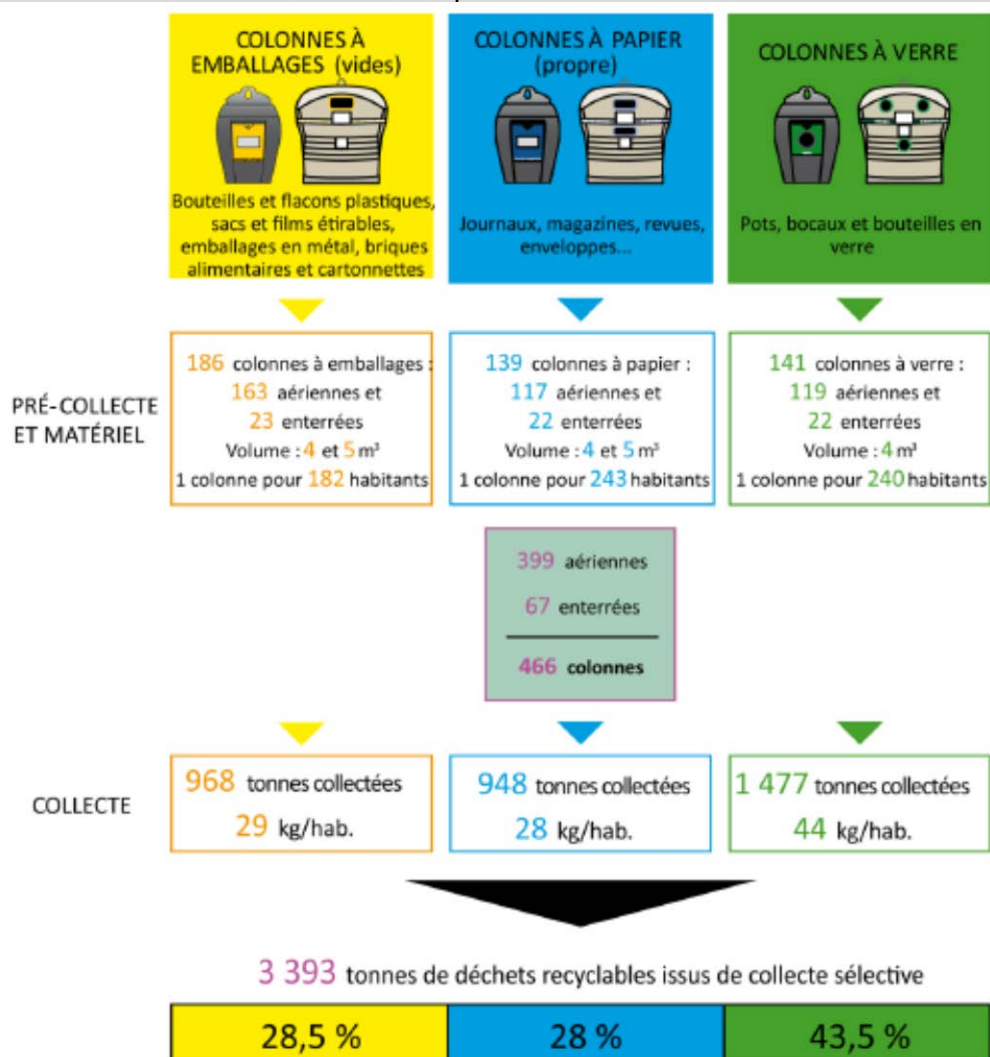 COLONNES À
EMBALLAGES (vides)
Bouteilles et flacons plastiques,
sacs et films étirables,
emballages en métal, briques
alimentaires et cartonnettes
COLONNES À PAPIER
(propre)
Journaux, magazines, revues,
enveloppes...
COLONNES À VERRE
Pots, bocaux et bouteilles en
verre
PRÉ-COLLECTE
ET MATÉRIEL
186 colonnes à emballages :
163 aériennes et
23 enterrées
Volume : 4 et 5 m³
1 colonne pour 182 habitants
139 colonnes à papier :
117 aériennes et
22 enterrées
Volume : 4 et 5 m³
1 colonne pour 243 habitants
141 colonnes à verre :
119 aériennes et
22 enterrées
Volume : 4 m³
1 colonne pour 240 habitants
399 aériennes
67 enterrées
466 colonnes
COLLECTE
968 tonnes collectées
29 kg/hab.
948 tonnes collectées
28 kg/hab.
1 477 tonnes collectées
44 kg/hab.
3 393 tonnes de déchets recyclables issus de collecte sélective
28,5 %
28 %
43,5 %